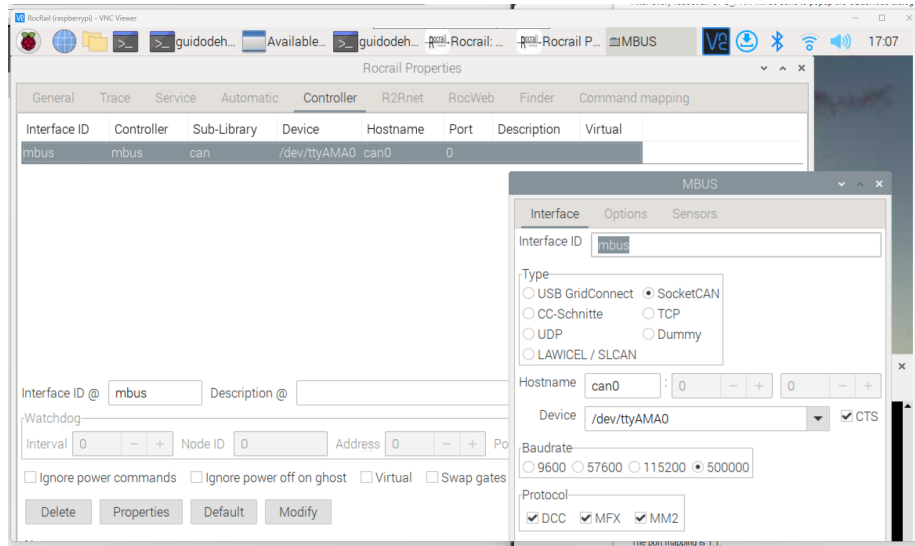 RocRail (raspberrypi) - VNC Viewer
guidodeh... Available... guidodeh... Rocrail: ... Rocrail P... MBUS 17:07
Rocrail Properties
General Trace Service Automatic Controller R2Rnet RocWeb Finder Command mapping
Interface ID Controller Sub-Library Device Hostname Port Description Virtual
mbus mbus can /dev/ttyAMA0 can0 0
MBUS
Interface Options Sensors
Interface ID mbus
Type
USB GridConnect SocketCAN
CC-Schnitte TCP
UDP Dummy
LAWICEL / SLCAN
Hostname can0 : 0 - + 0 - +
Device /dev/ttyAMA0 CTS
Baudrate
9600 57600 115200 500000
Protocol
DCC MFX MM2
Interface ID @ mbus Description @
Watchdog
Interval 0 - + Node ID 0 Address 0 - + Po
Ignore power commands Ignore power off on ghost Virtual Swap gates
Delete Properties Default Modify
The port mapping is 1:1.